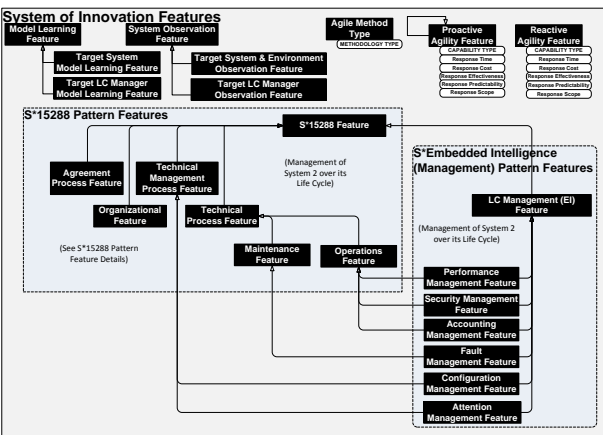 System of Innovation Features
Model Learning
Feature
System Observation
Feature
Target System
Model Learning Feature
Target LC Manager
Model Learning Feature
Target System & Environment
Observation Feature
Target LC Manager
Observation Feature
Agile Method
Type
METHODOLOGY TYPE
Proactive
Agility Feature
CAPABILITY TYPE
Response Time
Response Cost
Response Effectiveness
Response Predictability
Response Scope
Reactive
Agility Feature
CAPABILITY TYPE
Response Time
Response Cost
Response Effectiveness
Response Predictability
Response Scope
S*15288 Pattern Features
S*15288 Feature
(Management of
System 2 over its
Life Cycle)
Agreement
Process Feature
Technical
Management
Process Feature
Organizational
Feature
Technical
Process Feature
(See S*15288 Pattern
Feature Details)
Maintenance
Feature
Operations
Feature
S*Embedded Intelligence
(Management) Pattern Features
LC Management (EI)
Feature
(Management of System 2
over its Life Cycle)
Performance
Management Feature
Security Management
Feature
Accounting
Management Feature
Fault
Management Feature
Configuration
Management Feature
Attention
Management Feature